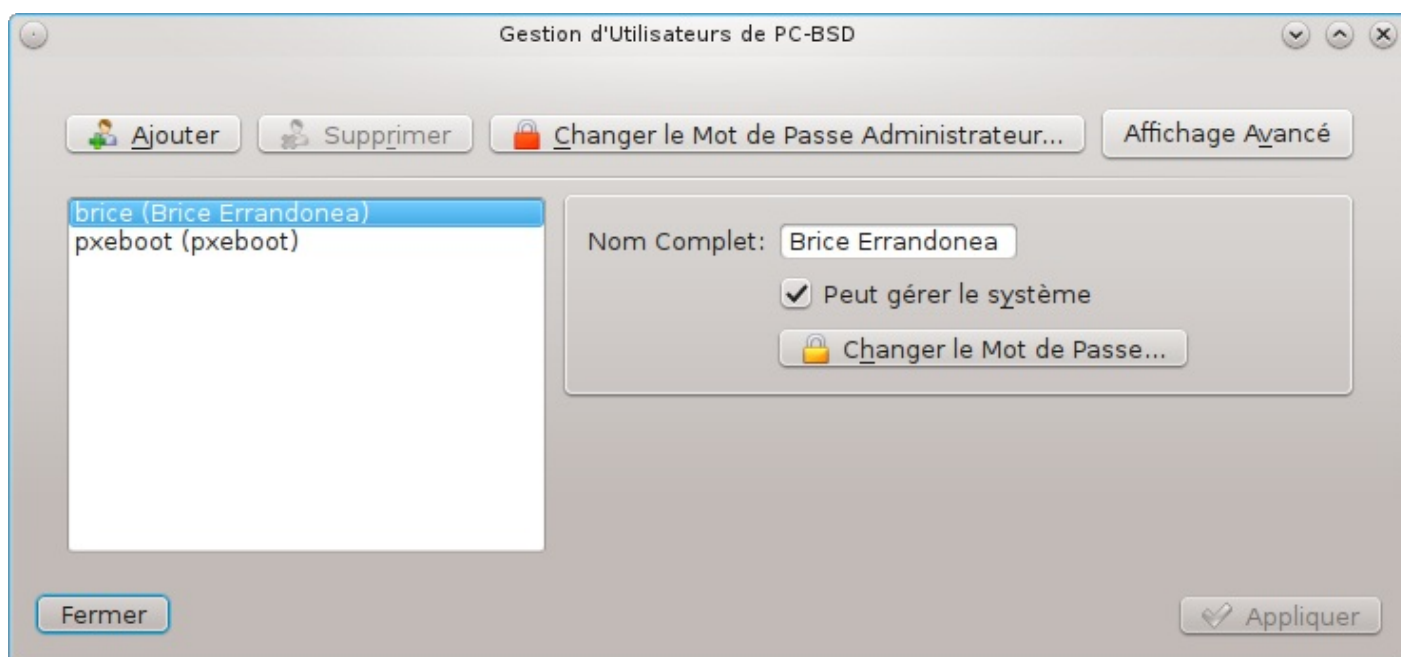 Gestion d'Utilisateurs de PC-BSD
Ajouter Supprimer Changer le Mot de Passe Administrateur... Affichage Avancé
brice (Brice Errandonea)
pxeboot (pxeboot)
Nom Complet: Brice Errandonea
Peut gérer le système
Changer le Mot de Passe...
Fermer Appliquer